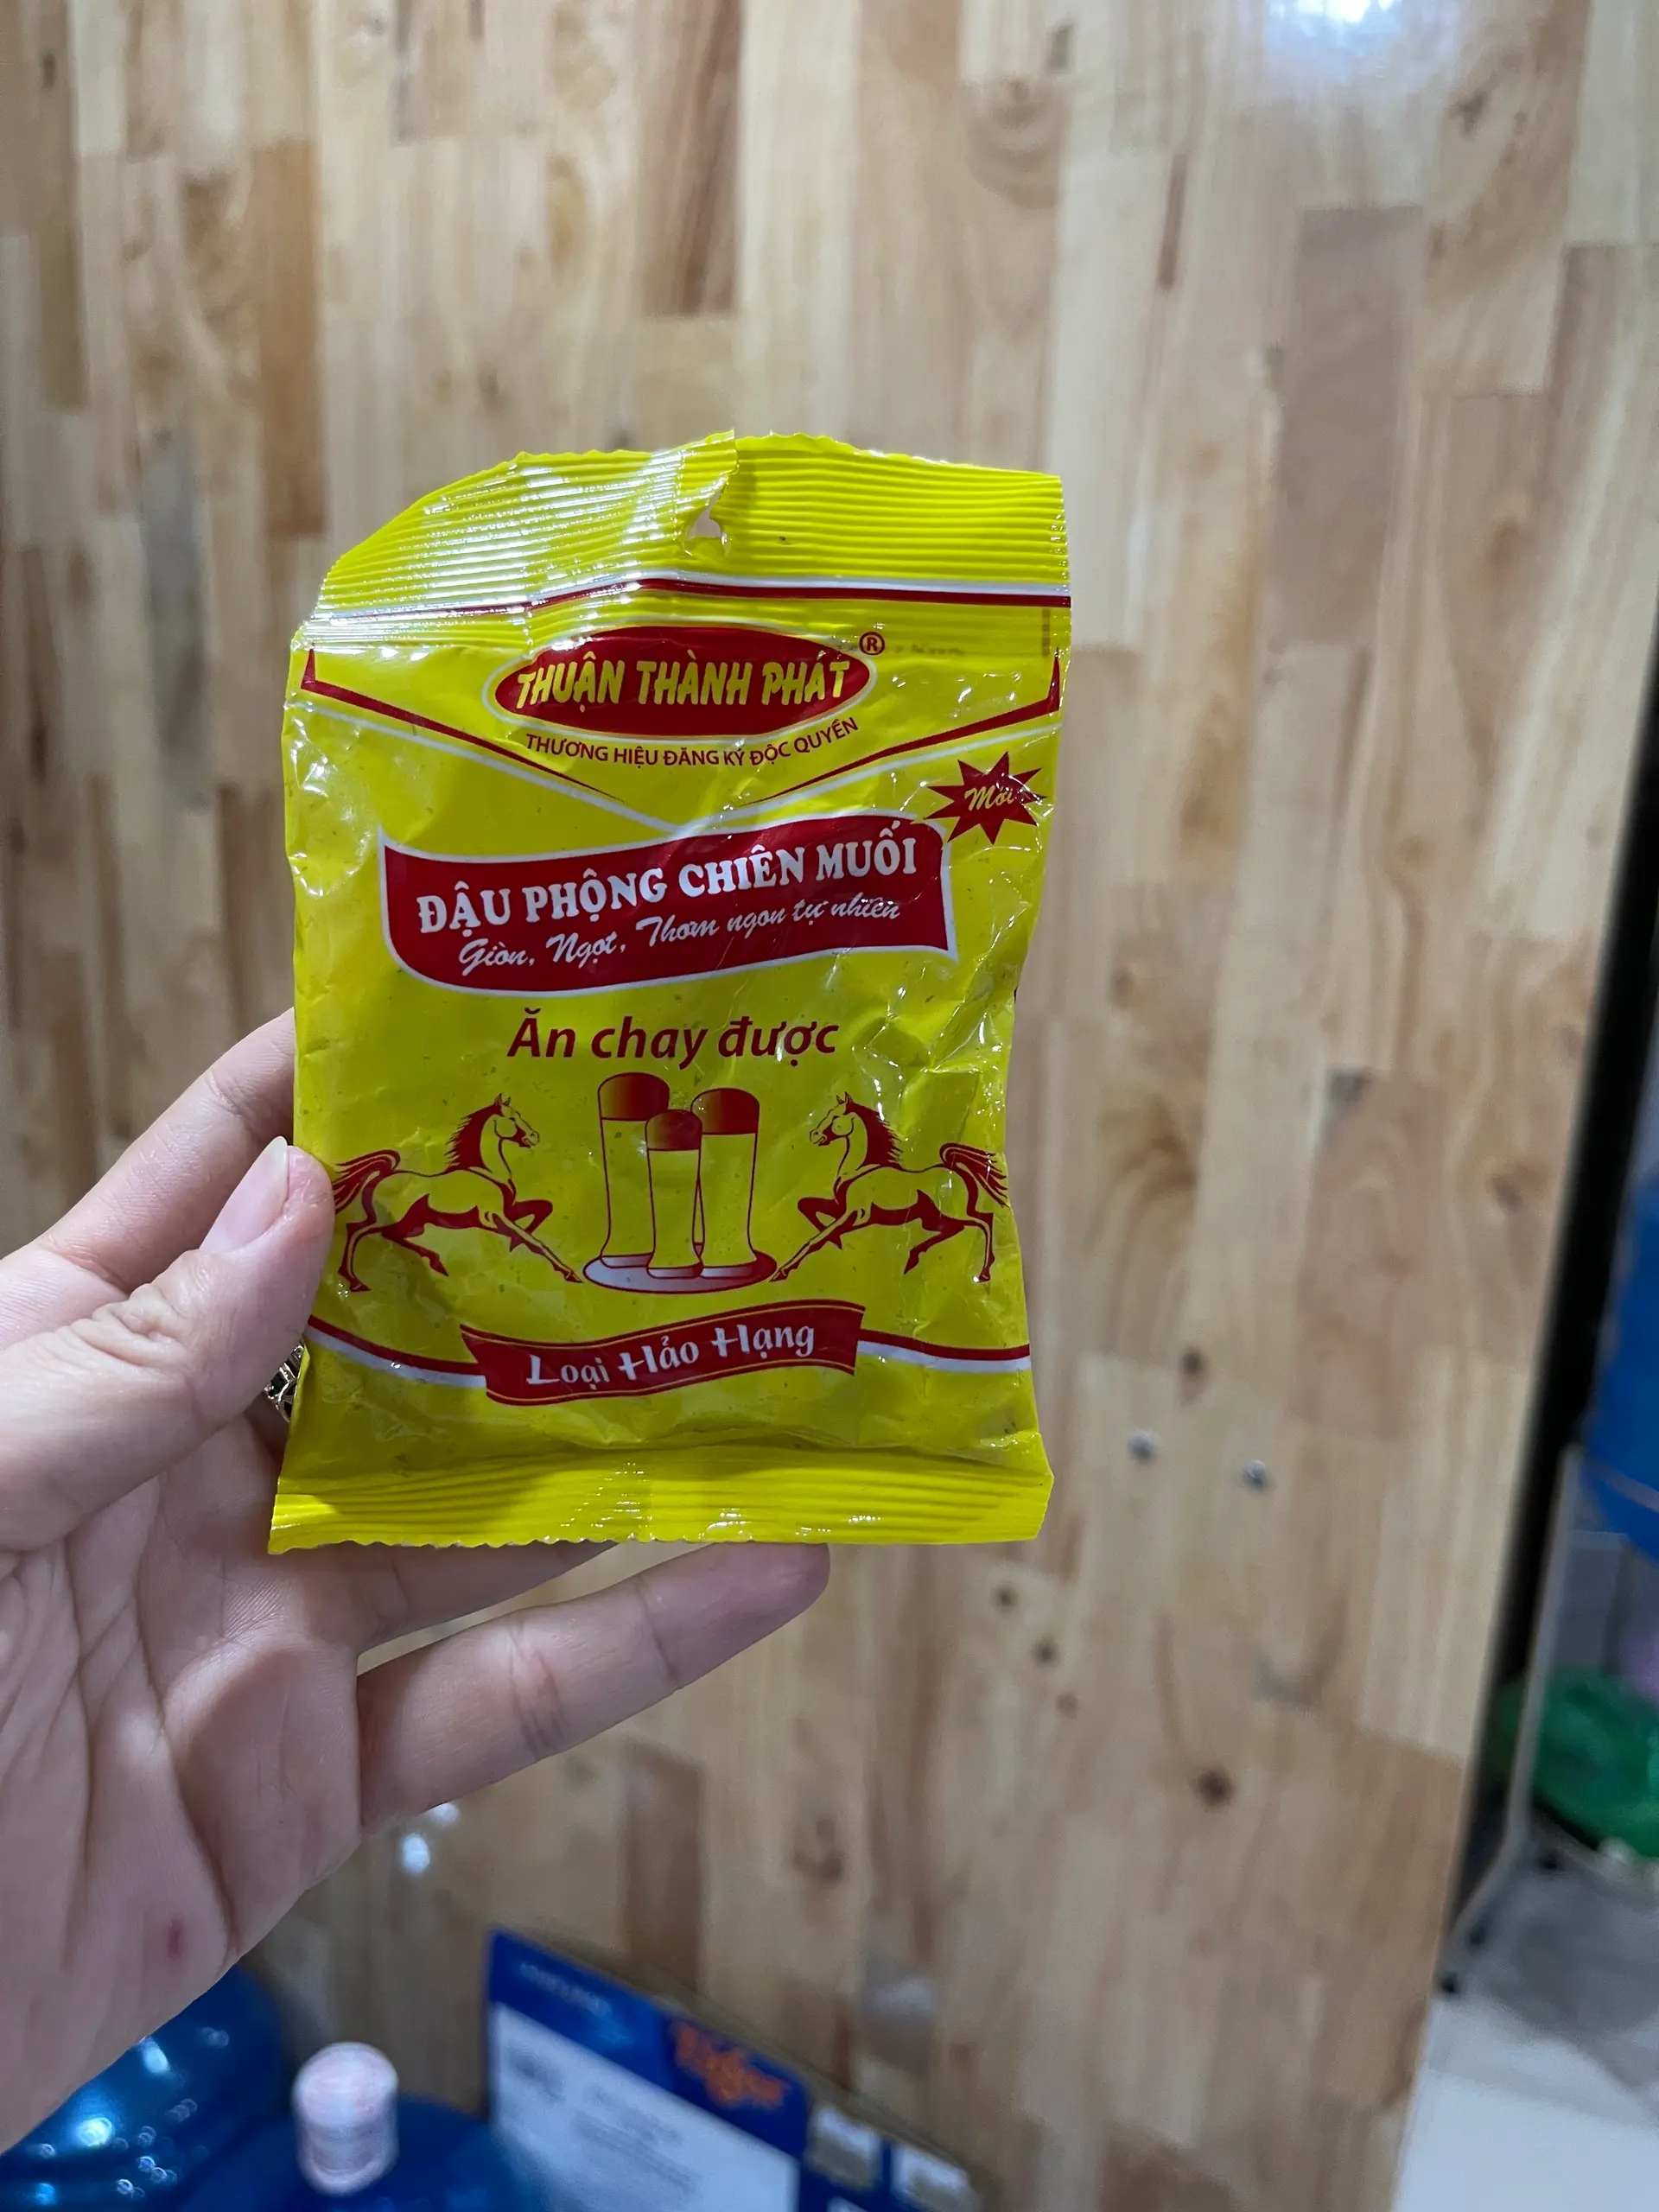 THUẬN THÀNH PHÁT ®
THƯƠNG HIỆU ĐĂNG KÝ ĐỘC QUYỀN
Mới
ĐẬU PHỘNG CHIÊN MUỐI
Giòn, Ngọt, Thơm ngon tự nhiên
Ăn chay được
Loại Hảo Hạng
Tiger